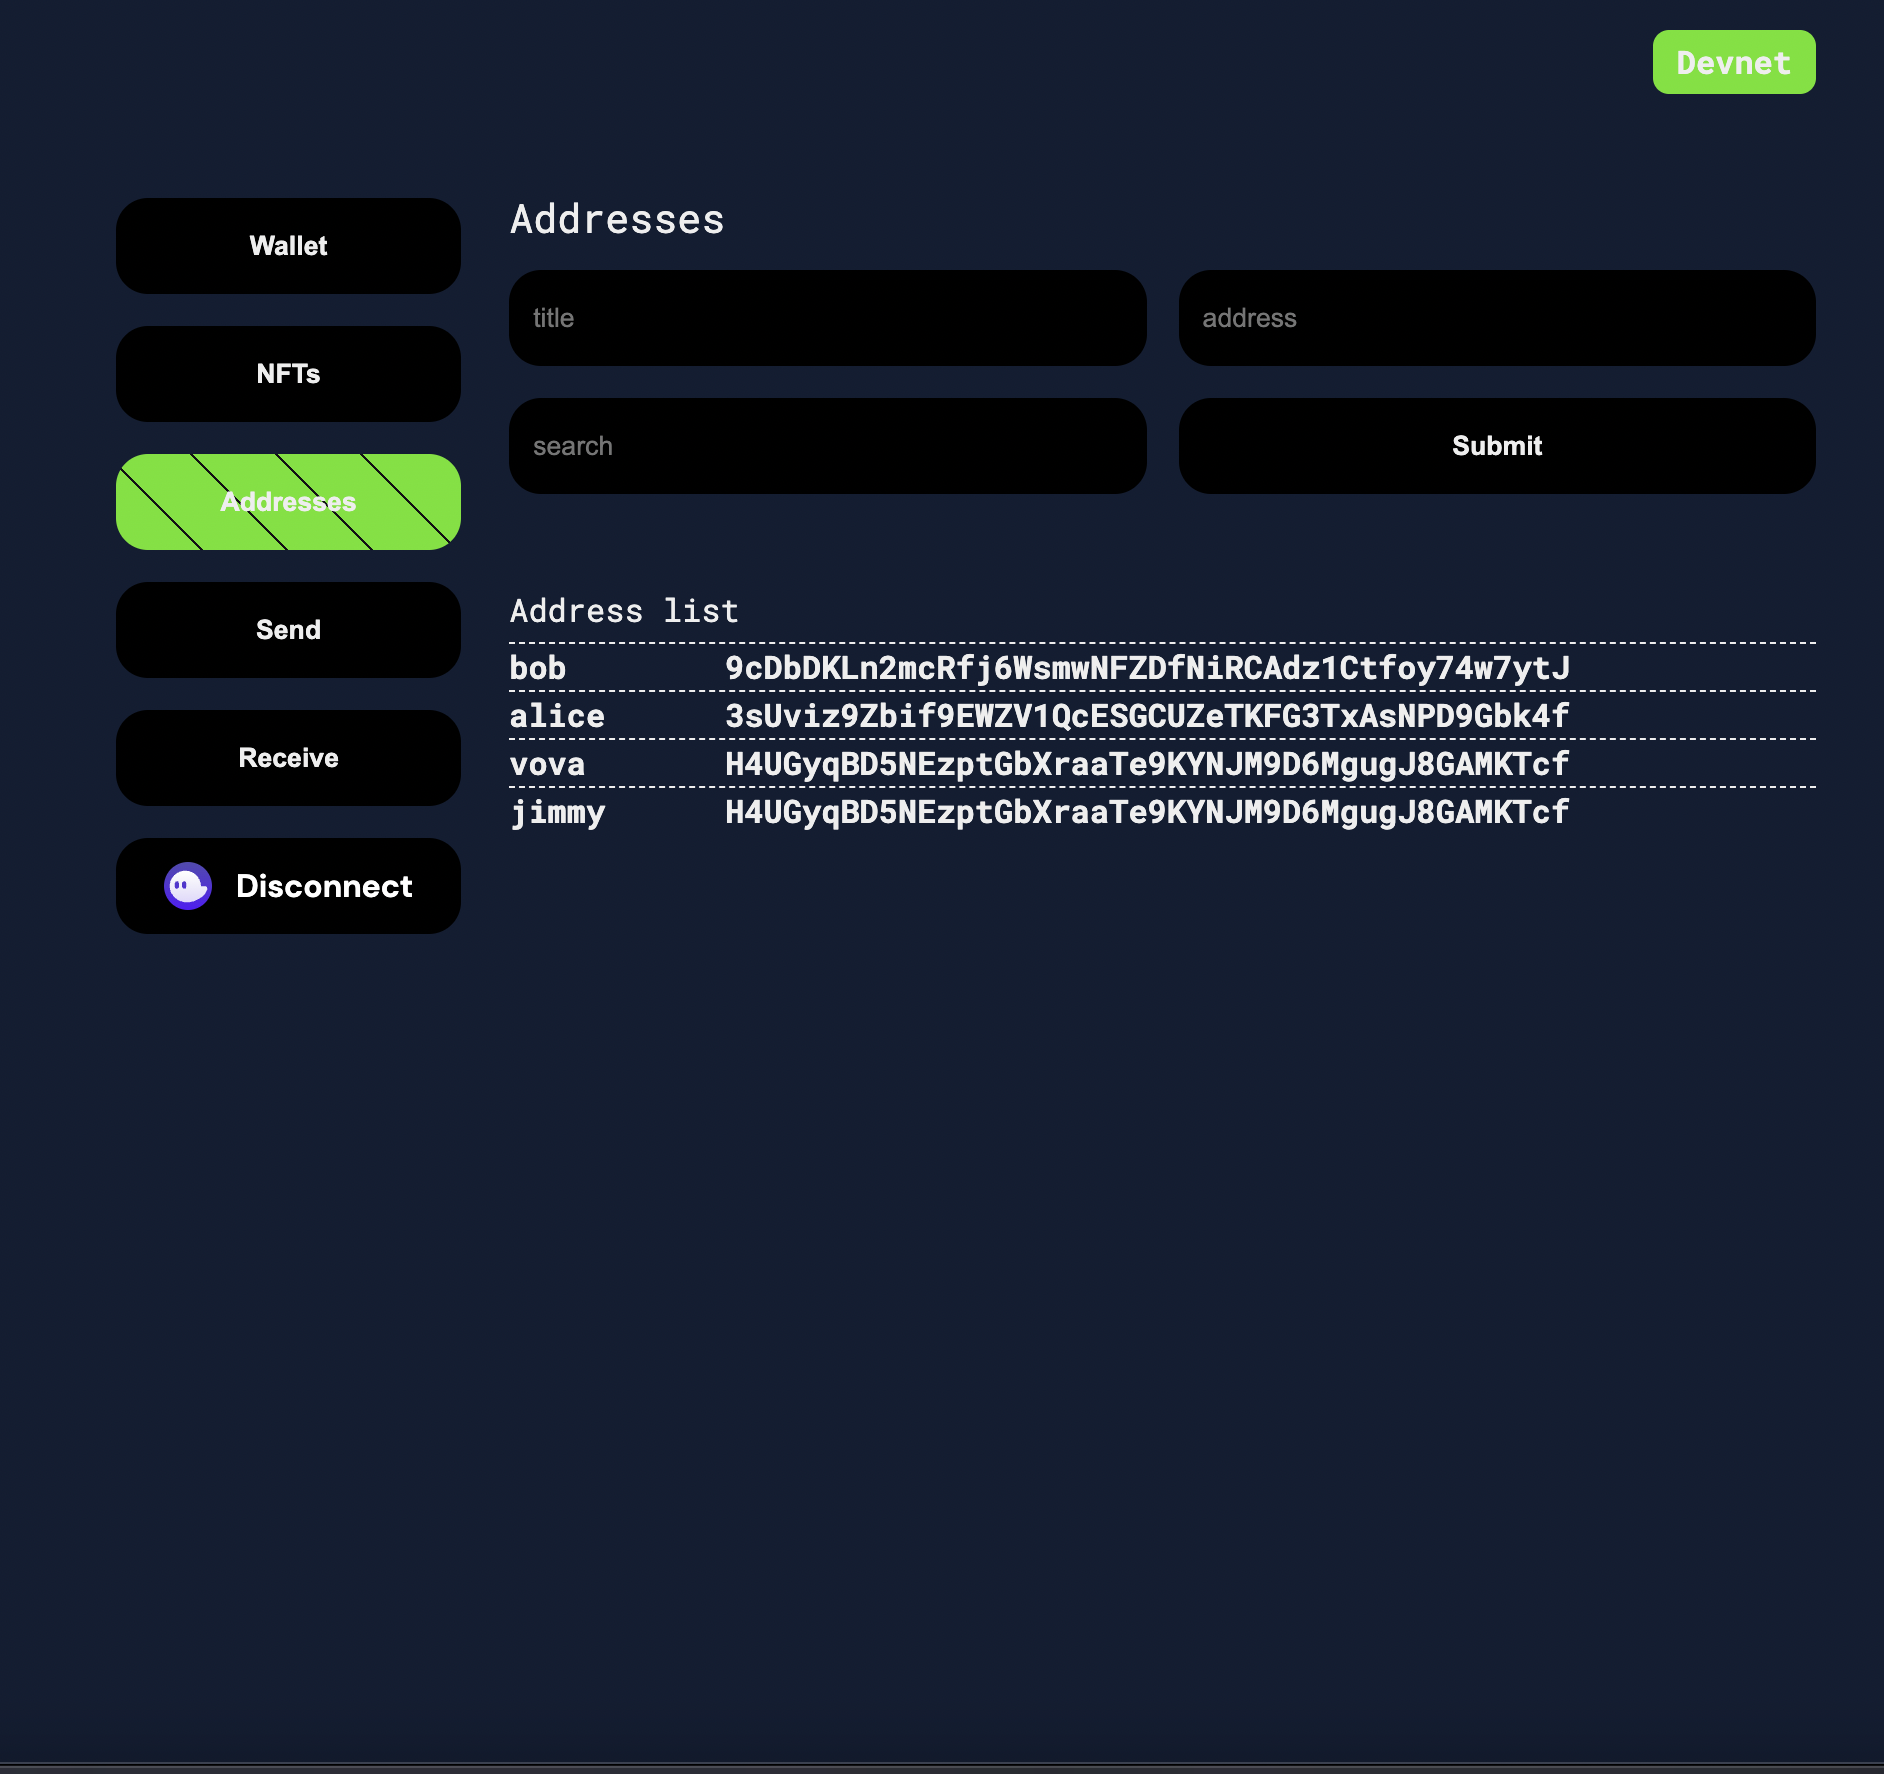 Devnet
Wallet
NFTs
Addresses
Send
Receive
Disconnect
Addresses
title
address
search
Submit
Address list
bob 9cDbDKLn2mcRfj6WsmwNFZDfNiRCAdz1Ctfoy74w7ytJ
alice 3sUviz9Zbif9EWZV1QcESGCUZeTKFG3TxAsNPD9Gbk4f
vova H4UGyqBD5NEzptGbXraaTe9KYNJM9D6MgugJ8GAMKTcf
jimmy H4UGyqBD5NEzptGbXraaTe9KYNJM9D6MgugJ8GAMKTcf